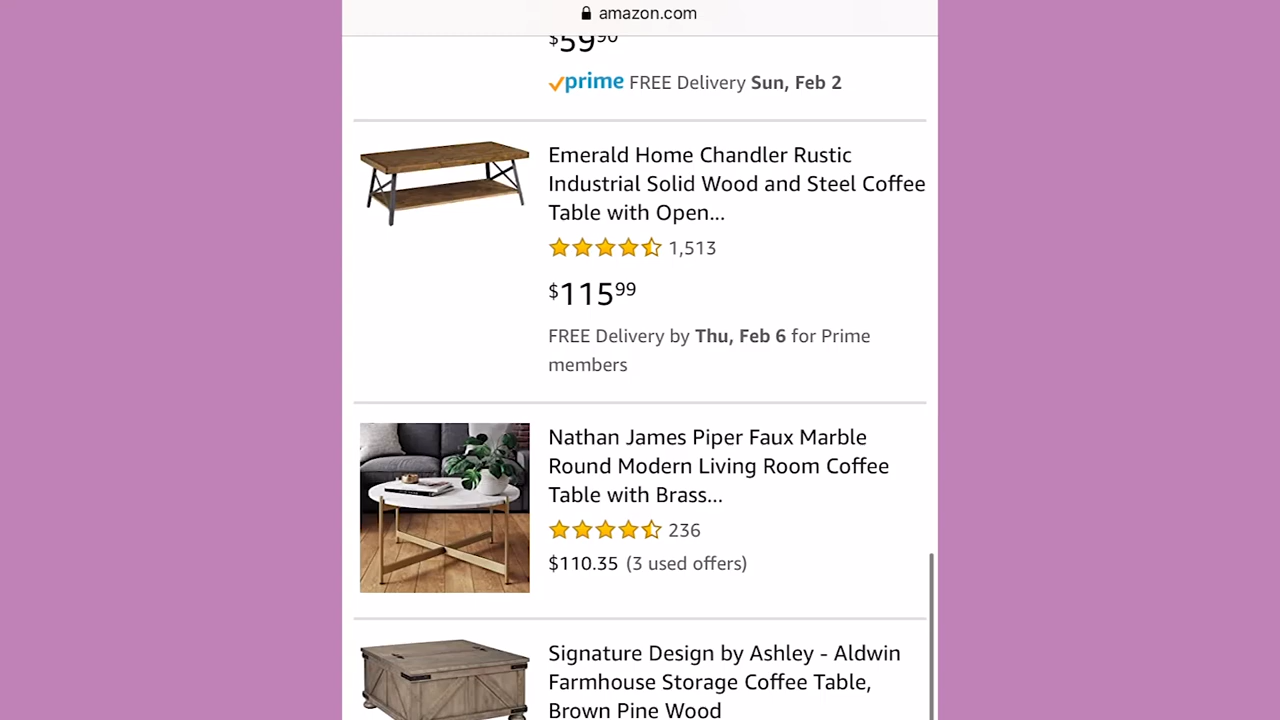 amazon.com
$59.90
prime FREE Delivery Sun, Feb 2
Emerald Home Chandler Rustic
Industrial Solid Wood and Steel Coffee
Table with Open...
1,513
$115.99
FREE Delivery by Thu, Feb 6 for Prime
members
Nathan James Piper Faux Marble
Round Modern Living Room Coffee
Table with Brass...
236
$110.35 (3 used offers)
Signature Design by Ashley - Aldwin
Farmhouse Storage Coffee Table,
Brown Pine Wood